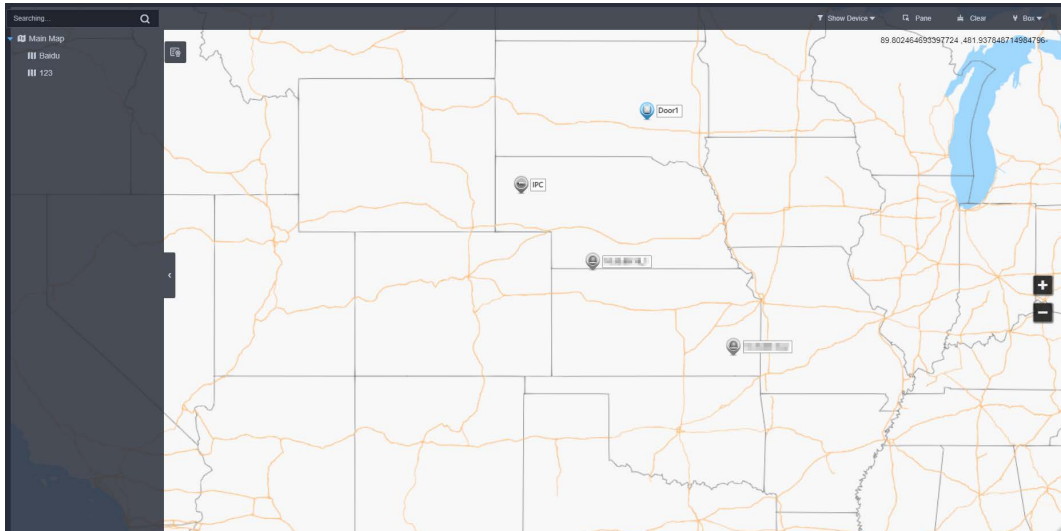 Searching...
Show Device
Pane
Clear
Box
Main Map
89.802464693397724 ,481.937848714984796-
Baidu
123
Door1
IPC